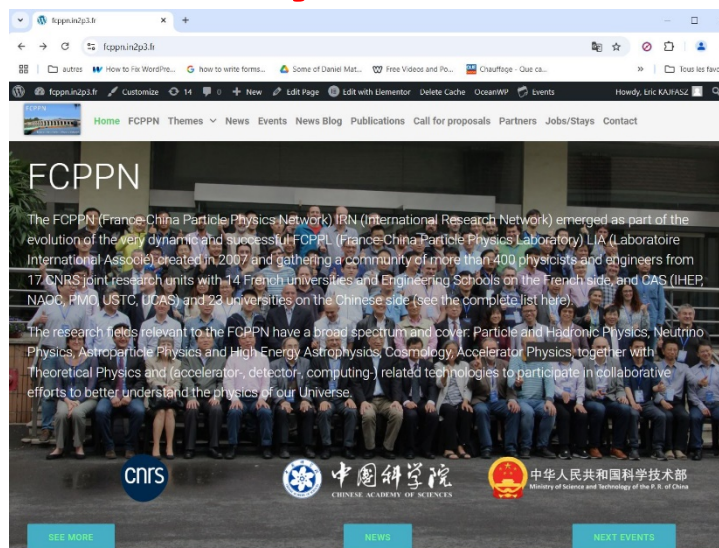 fcppn.in2p3.fr
fcppn.in2p3.fr
autres How to Fix WordPre... how to write forms... Some of Daniel Mat... Free Videos and Po... Chauffage - Que ca... » Tous les favo
fcppn.in2p3.fr Customize 14 0 + New Edit Page Edit with Elementor Delete Cache OceanWP Events Howdy, Eric KAJFASZ
FCPPN
Home FCPPN Themes News Events News Blog Publications Call for proposals Partners Jobs/Stays Contact
FCPPN
The FCPPN (France-China Particle Physics Network) IRN (International Research Network) emerged as part of the
evolution of the very dynamic and successful FCPPL (France-China Particle Physics Laboratory) LIA (Laboratoire
International Associé) created in 2007 and gathering a community of more than 400 physicists and engineers from
17 CNRS joint research units with 14 French universities and Engineering Schools on the French side, and CAS (IHEP,
NAOC, PMO, USTC, UCAS) and 23 universities on the Chinese side (see the complete list here).
The research fields relevant to the FCPPN have a broad spectrum and cover: Particle and Hadronic Physics, Neutrino
Physics, Astroparticle Physics and High Energy Astrophysics, Cosmology, Accelerator Physics, together with
Theoretical Physics and (accelerator-, detector-, computing-) related technologies to participate in collaborative
efforts to better understand the physics of our Universe.
cnrs 中国科学院 中华人民共和国科学技术部
CHINESE ACADEMY OF SCIENCES Ministry of Science and Technology of the P. R. of China
SEE MORE NEWS NEXT EVENTS